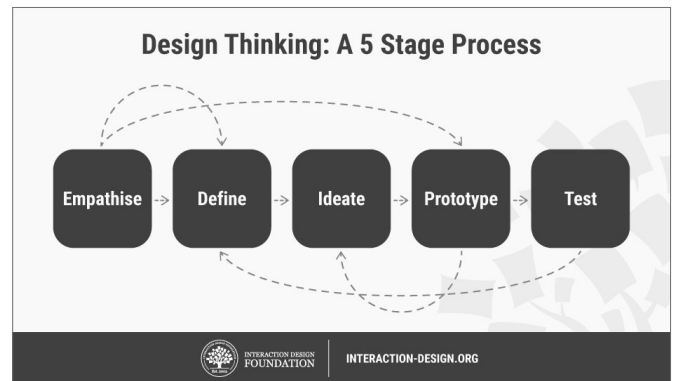 Design Thinking: A 5 Stage Process
Empathise
Define
Ideate
Prototype
Test
INTERACTION DESIGN
FOUNDATION
INTERACTION-DESIGN.ORG